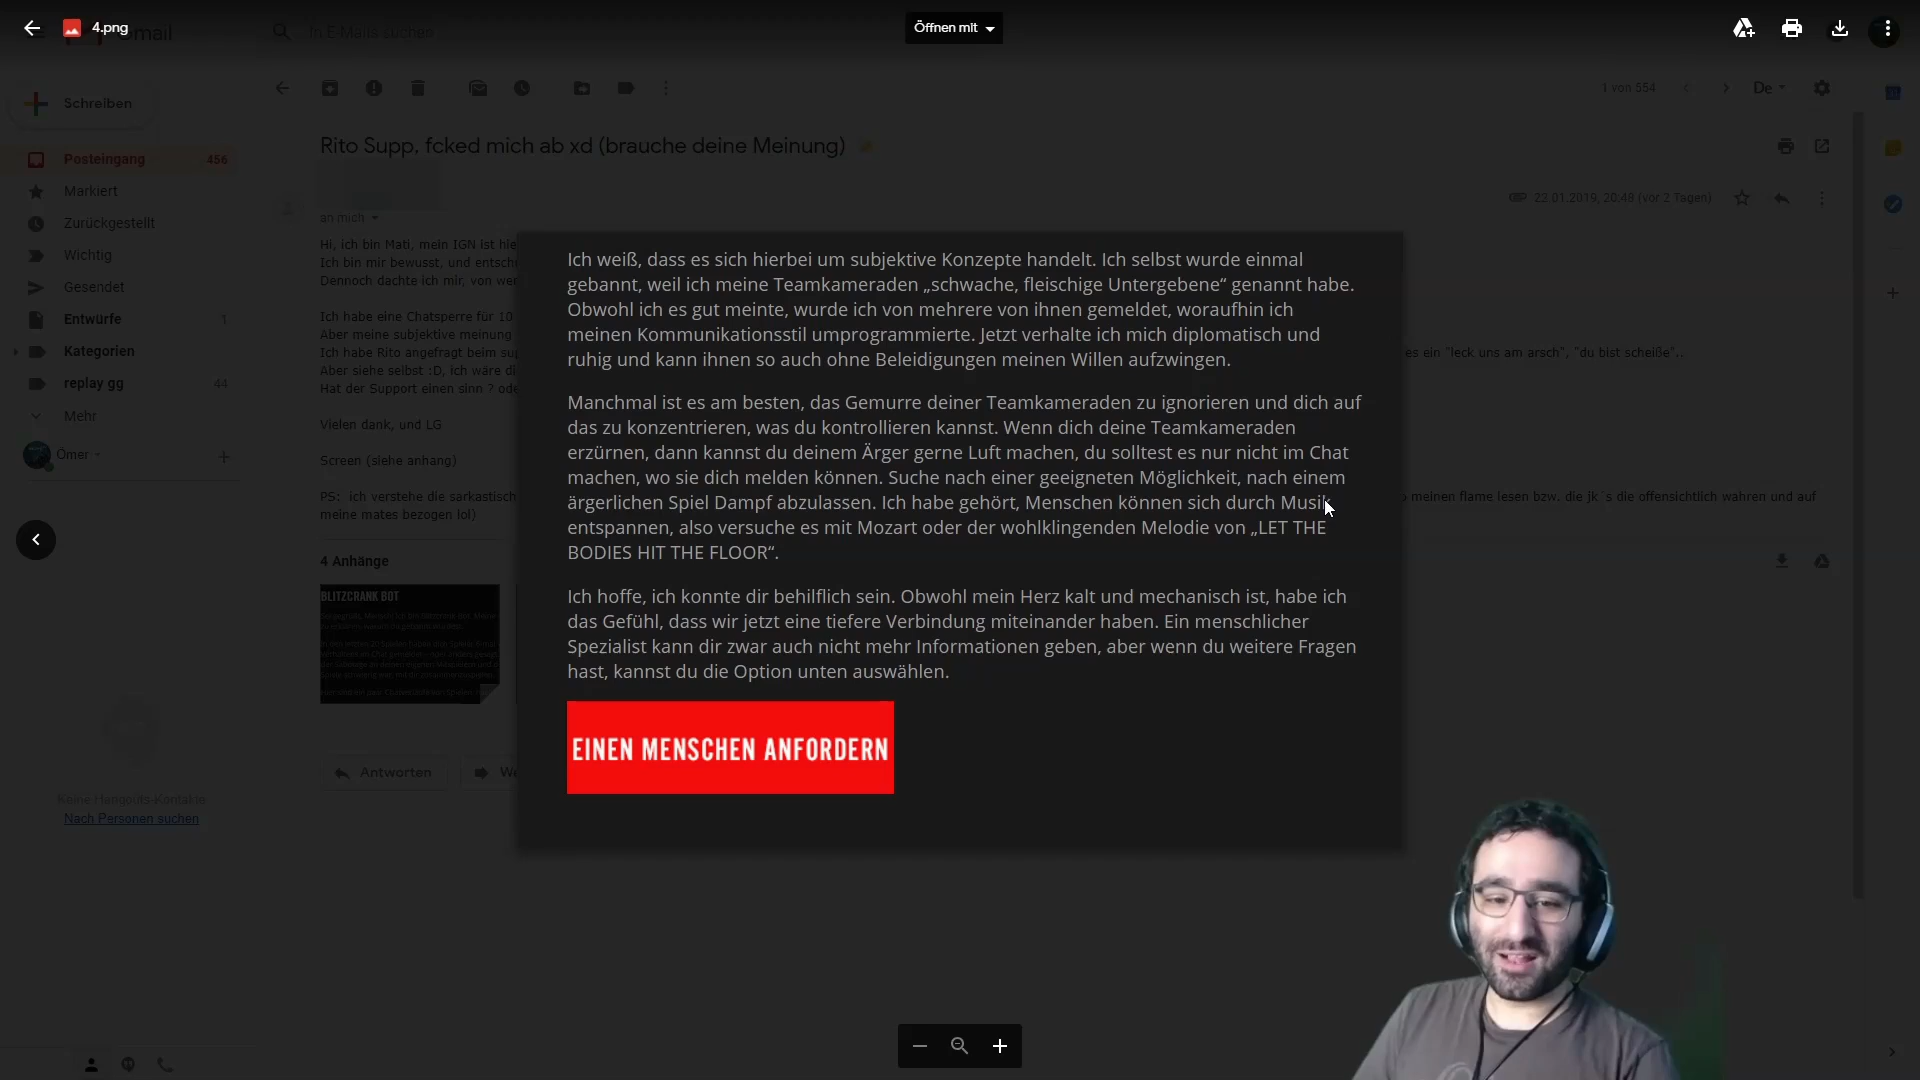 4.png
Gmail
In E-Mails suchen
Öffnen mit
Schreiben
1 von 554
De
Rito Supp. fcked mich ab xd (brauche deine Meinung)
Posteingang 456
Markiert
Zurückgestellt
Wichtig
Gesendet
Entwürfe 1
Kategorien
replay gg 44
Mehr
Ömer
an mich
22.01.2019, 20:48 (vor 2 Tagen)
Hi, ich bin Mati, mein IGN ist hie
Ich bin mir bewusst, und entsch
Dennoch dachte ich mir, von wer
Ich habe eine Chatsperre für 10
Aber meine subjektive meinung
Ich habe Rito angefragt beim su
es ein "leck uns am arsch", "du bist scheiße"..
Aber siehe selbst :D, ich wäre di
Hat der Support einen sinn ? ode
Vielen dank, und LG
Screen (siehe anhang)
PS: ich verstehe die sarkastisch
meinen flame lesen bzw. die jk`s die offensichtlich wahren und auf
meine mates bezogen lol)
4 Anhänge
BLITZCRANK BOT
Antworten
We
Keine Hangouts-Kontakte
Nach Personen suchen
Ich weiß, dass es sich hierbei um subjektive Konzepte handelt. Ich selbst wurde einmal
gebannt, weil ich meine Teamkameraden „schwache, fleischige Untergebene“ genannt habe.
Obwohl ich es gut meinte, wurde ich von mehrere von ihnen gemeldet, woraufhin ich
meinen Kommunikationsstil umprogrammierte. Jetzt verhalte ich mich diplomatisch und
ruhig und kann ihnen so auch ohne Beleidigungen meinen Willen aufzwingen.
Manchmal ist es am besten, das Gemurre deiner Teamkameraden zu ignorieren und dich auf
das zu konzentrieren, was du kontrollieren kannst. Wenn dich deine Teamkameraden
erzürnen, dann kannst du deinem Ärger gerne Luft machen, du solltest es nur nicht im Chat
machen, wo sie dich melden können. Suche nach einer geeigneten Möglichkeit, nach einem
ärgerlichen Spiel Dampf abzulassen. Ich habe gehört, Menschen können sich durch Musik
entspannen, also versuche es mit Mozart oder der wohlklingenden Melodie von „LET THE
BODIES HIT THE FLOOR“.
Ich hoffe, ich konnte dir behilflich sein. Obwohl mein Herz kalt und mechanisch ist, habe ich
das Gefühl, dass wir jetzt eine tiefere Verbindung miteinander haben. Ein menschlicher
Spezialist kann dir zwar auch nicht mehr Informationen geben, aber wenn du weitere Fragen
hast, kannst du die Option unten auswählen.
EINEN MENSCHEN ANFORDERN